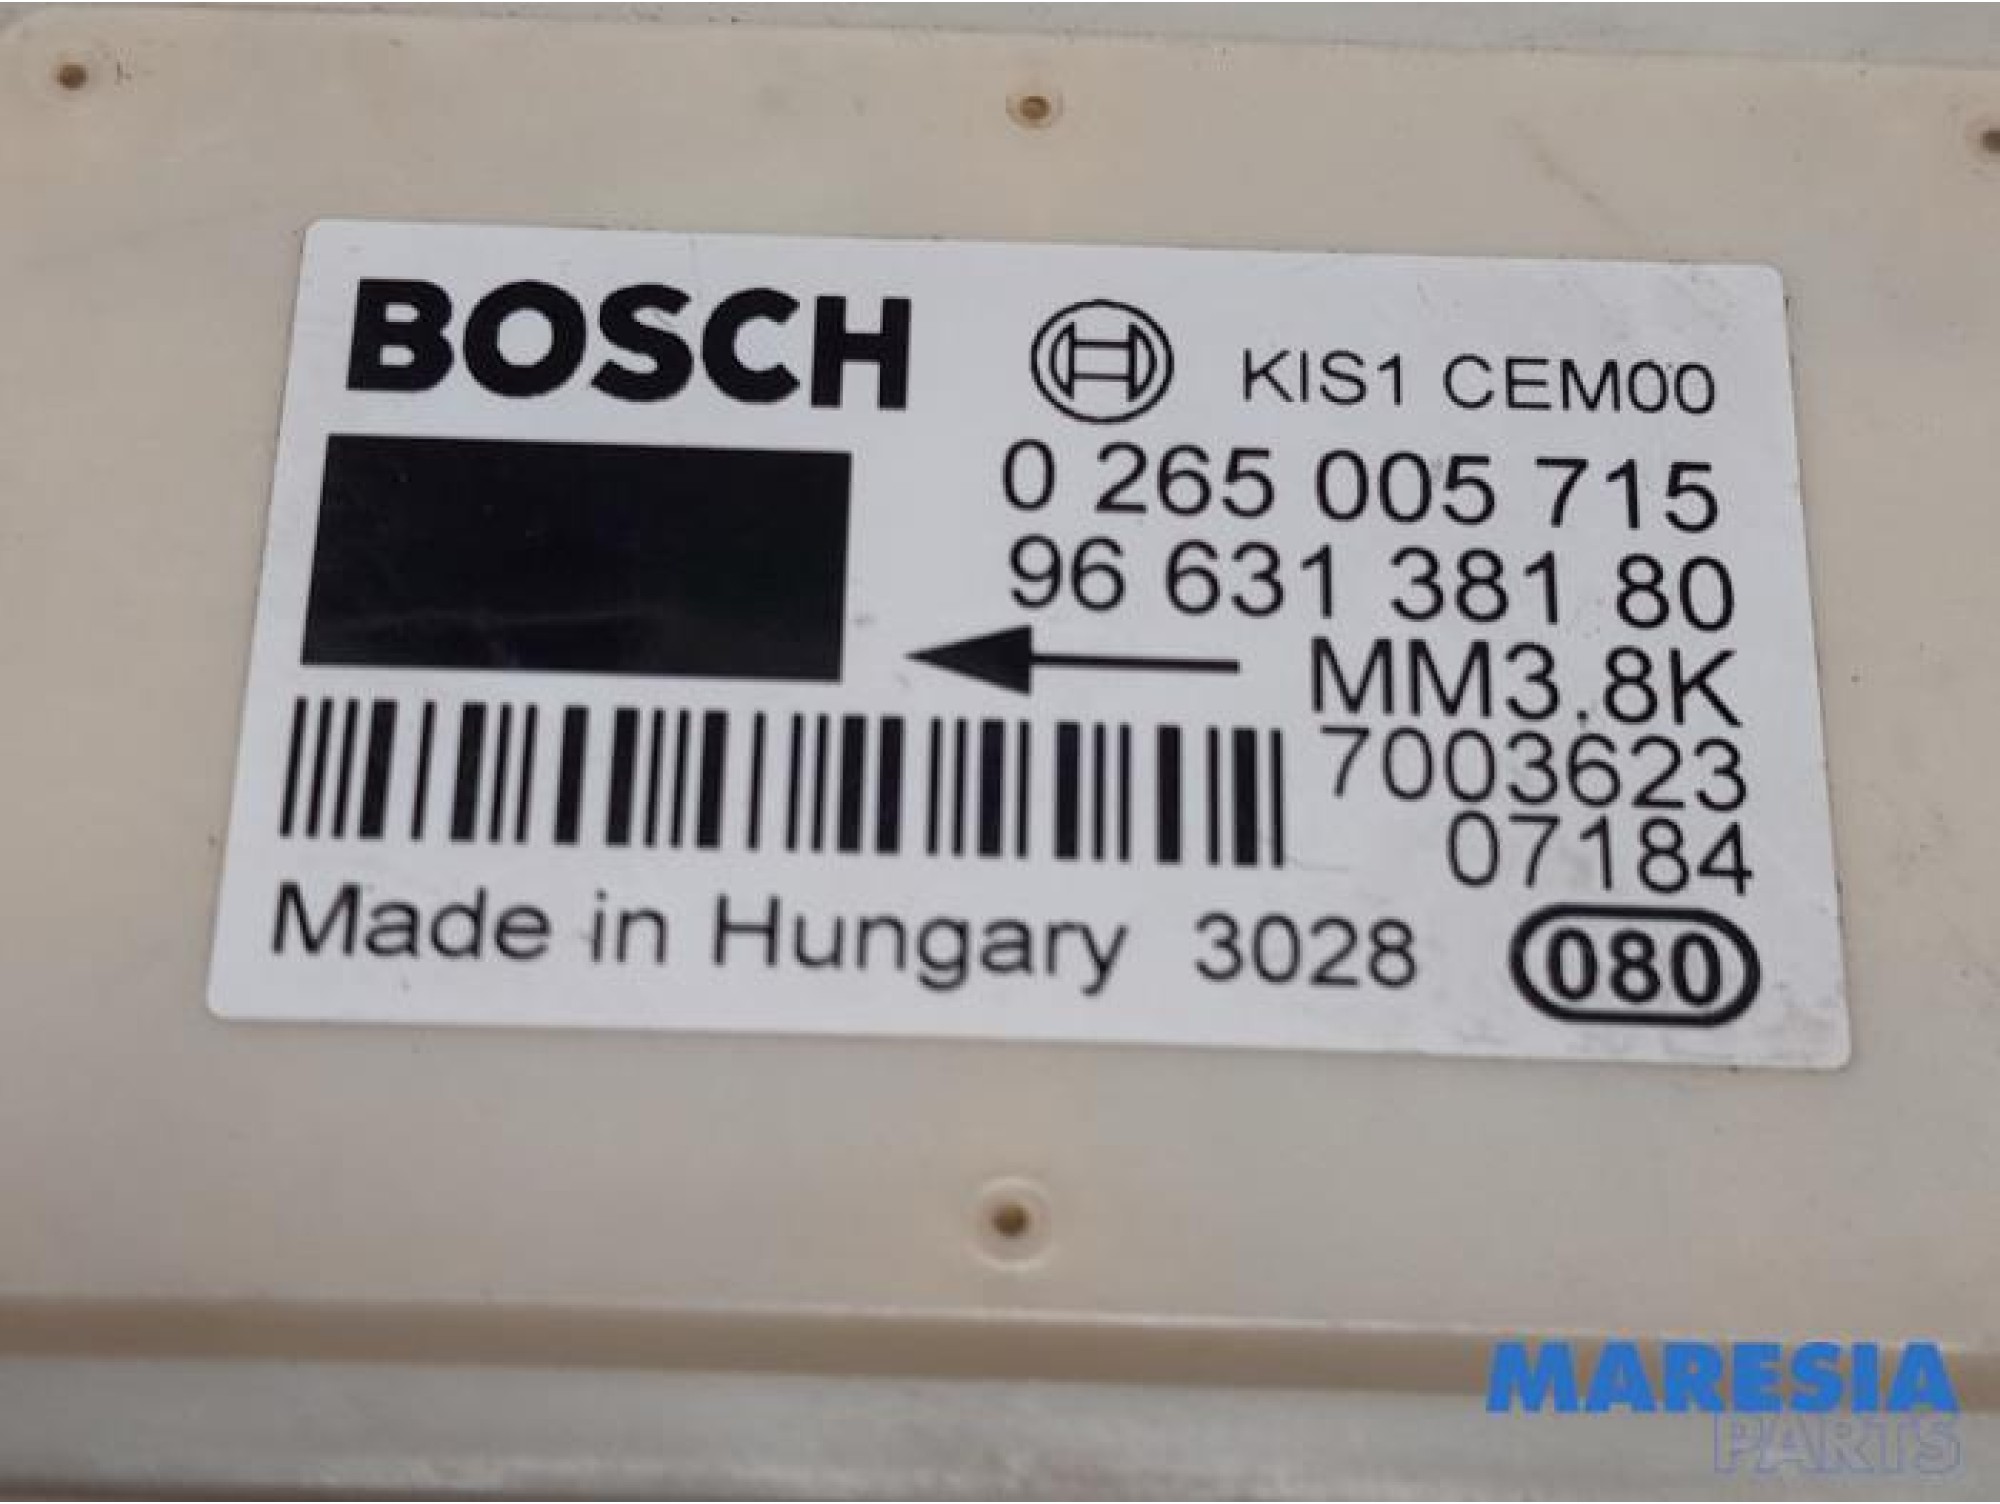 BOSCH KIS1 CEM00
0 265 005 715
96 631 381 80
MM3.8K
7003623
07184
Made in Hungary 3028 080
MARESIA
PARTS